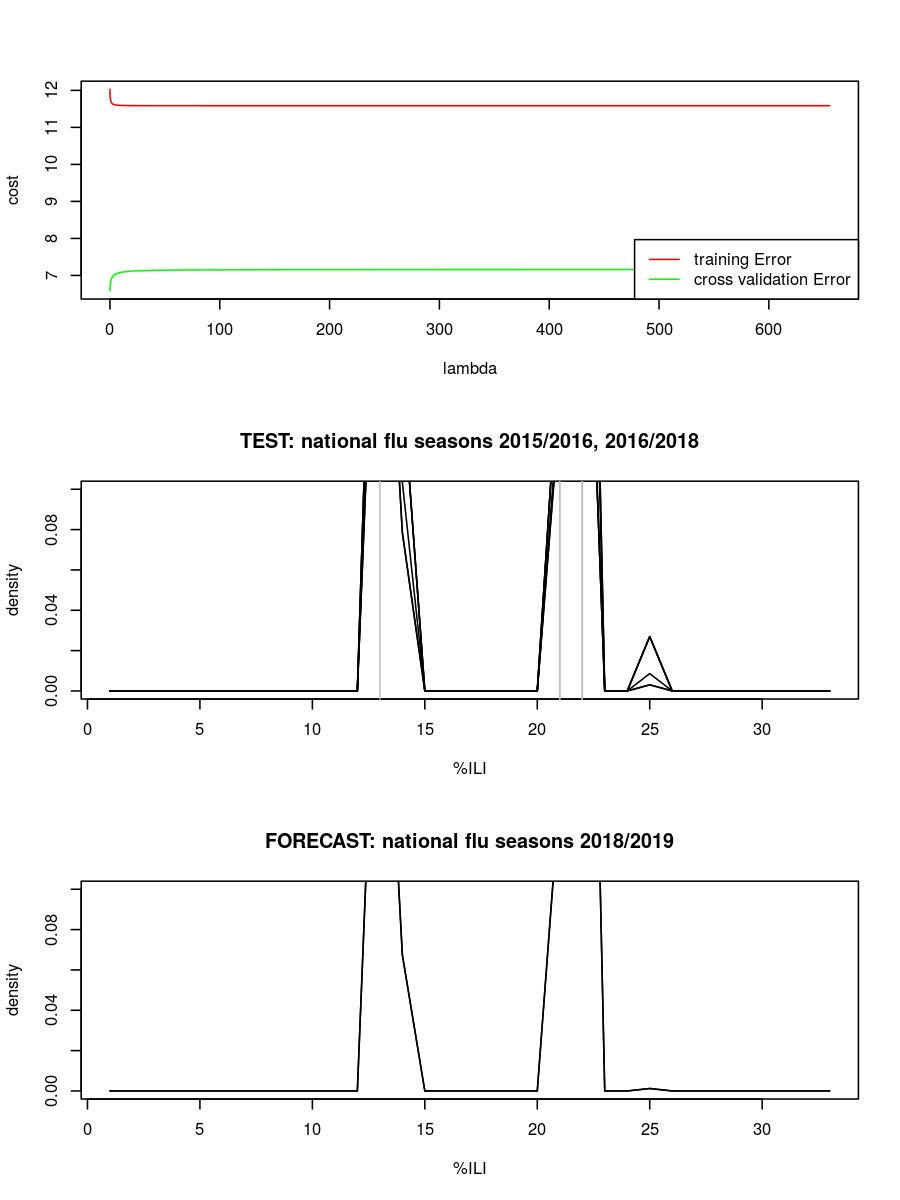 12
11
10
9
8
7
cost
training Error
cross validation Error
0 100 200 300 400 500 600
lambda
TEST: national flu seasons 2015/2016, 2016/2018
0.08
0.04
0.00
density
0 5 10 15 20 25 30
%ILI
FORECAST: national flu seasons 2018/2019
0.08
0.04
0.00
density
0 5 10 15 20 25 30
%ILI